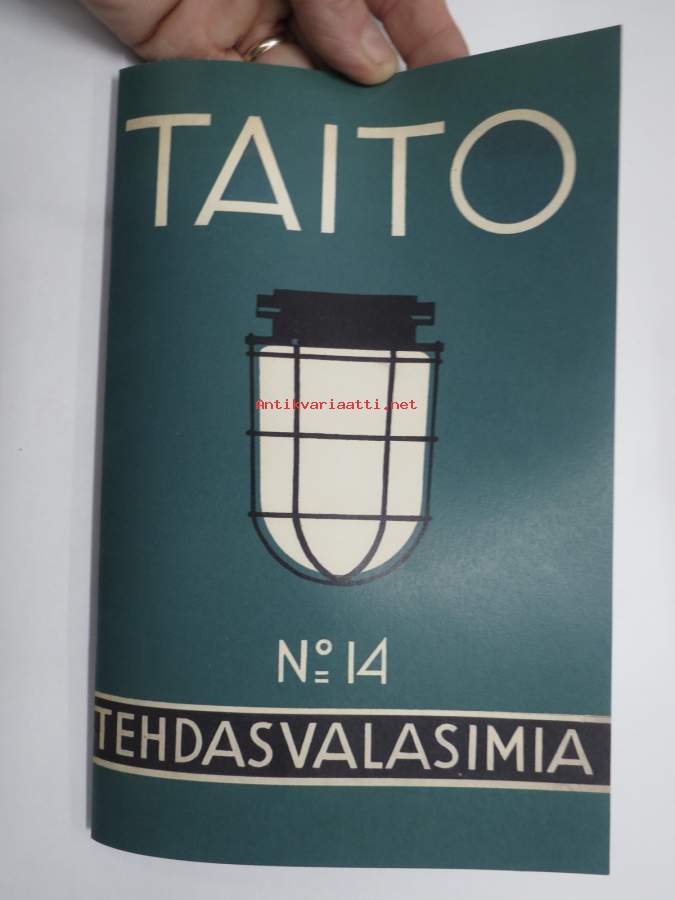 TAITO
Antikvariaatti.net
Nº 14
TEHDASVALASIMIA